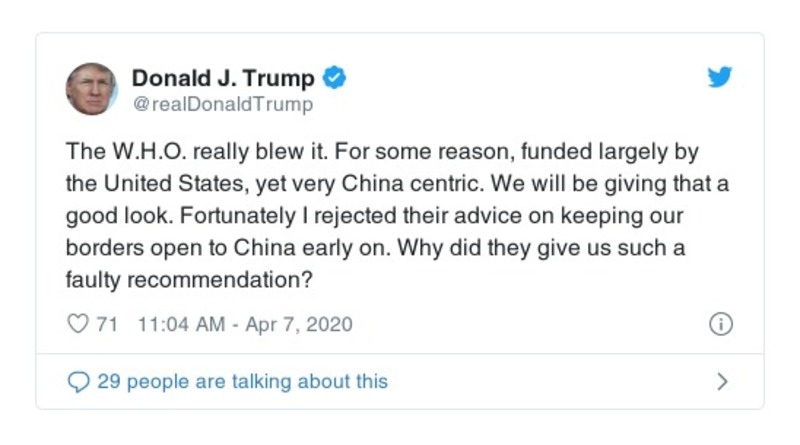 Donald J. Trump
@realDonaldTrump
The W.H.O. really blew it. For some reason, funded largely by
the United States, yet very China centric. We will be giving that a
good look. Fortunately I rejected their advice on keeping our
borders open to China early on. Why did they give us such a
faulty recommendation?
71 11:04 AM - Apr 7, 2020
29 people are talking about this